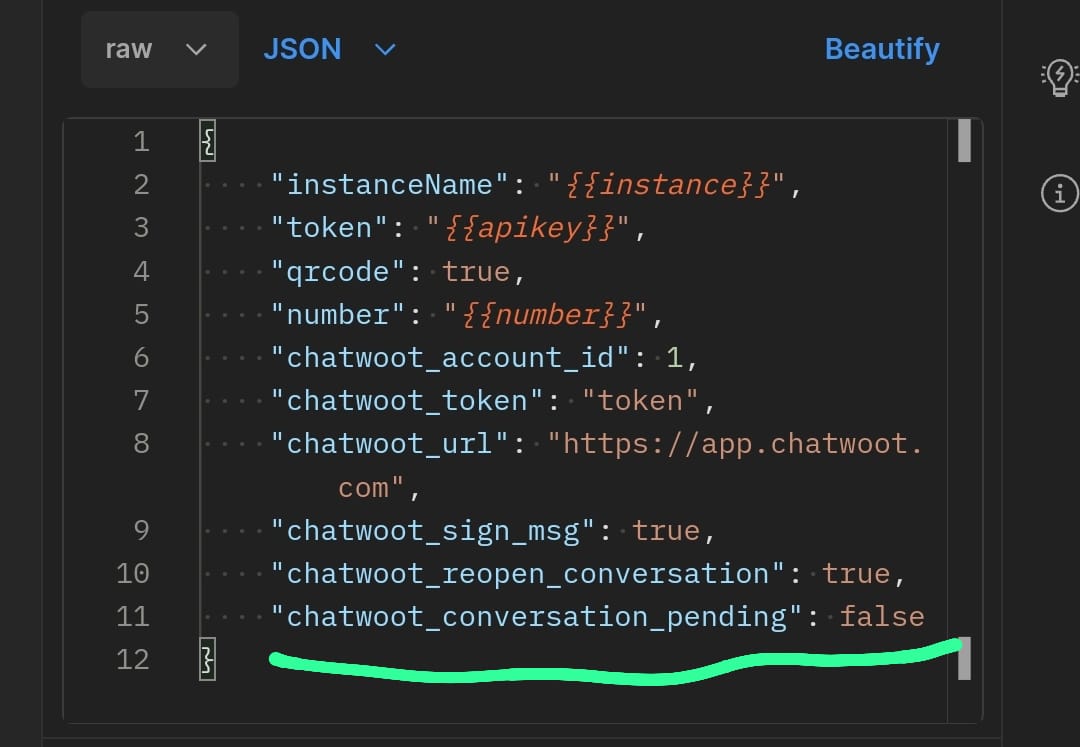 raw JSON Beautify
1 {
2 "instanceName": "{{instance}}",
3 "token": "{{apikey}}",
4 "qrcode": true,
5 "number": "{{number}}",
6 "chatwoot_account_id": 1,
7 "chatwoot_token": "token",
8 "chatwoot_url": "https://app.chatwoot.
com",
9 "chatwoot_sign_msg": true,
10 "chatwoot_reopen_conversation": true,
11 "chatwoot_conversation_pending": false
12 }